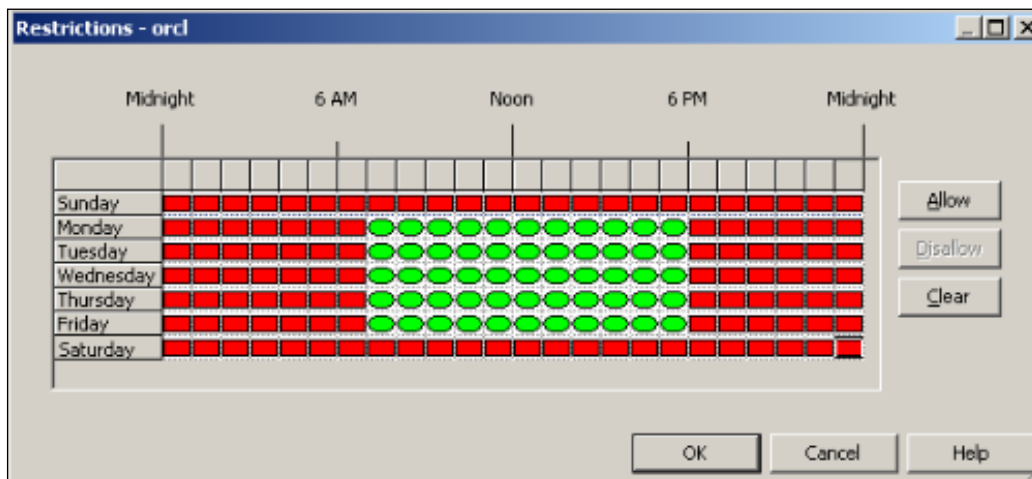 Restrictions - orcl
Midnight 6 AM Noon 6 PM Midnight
Sunday
Monday
Tuesday
Wednesday
Thursday
Friday
Saturday
Allow
Disallow
Clear
OK Cancel Help